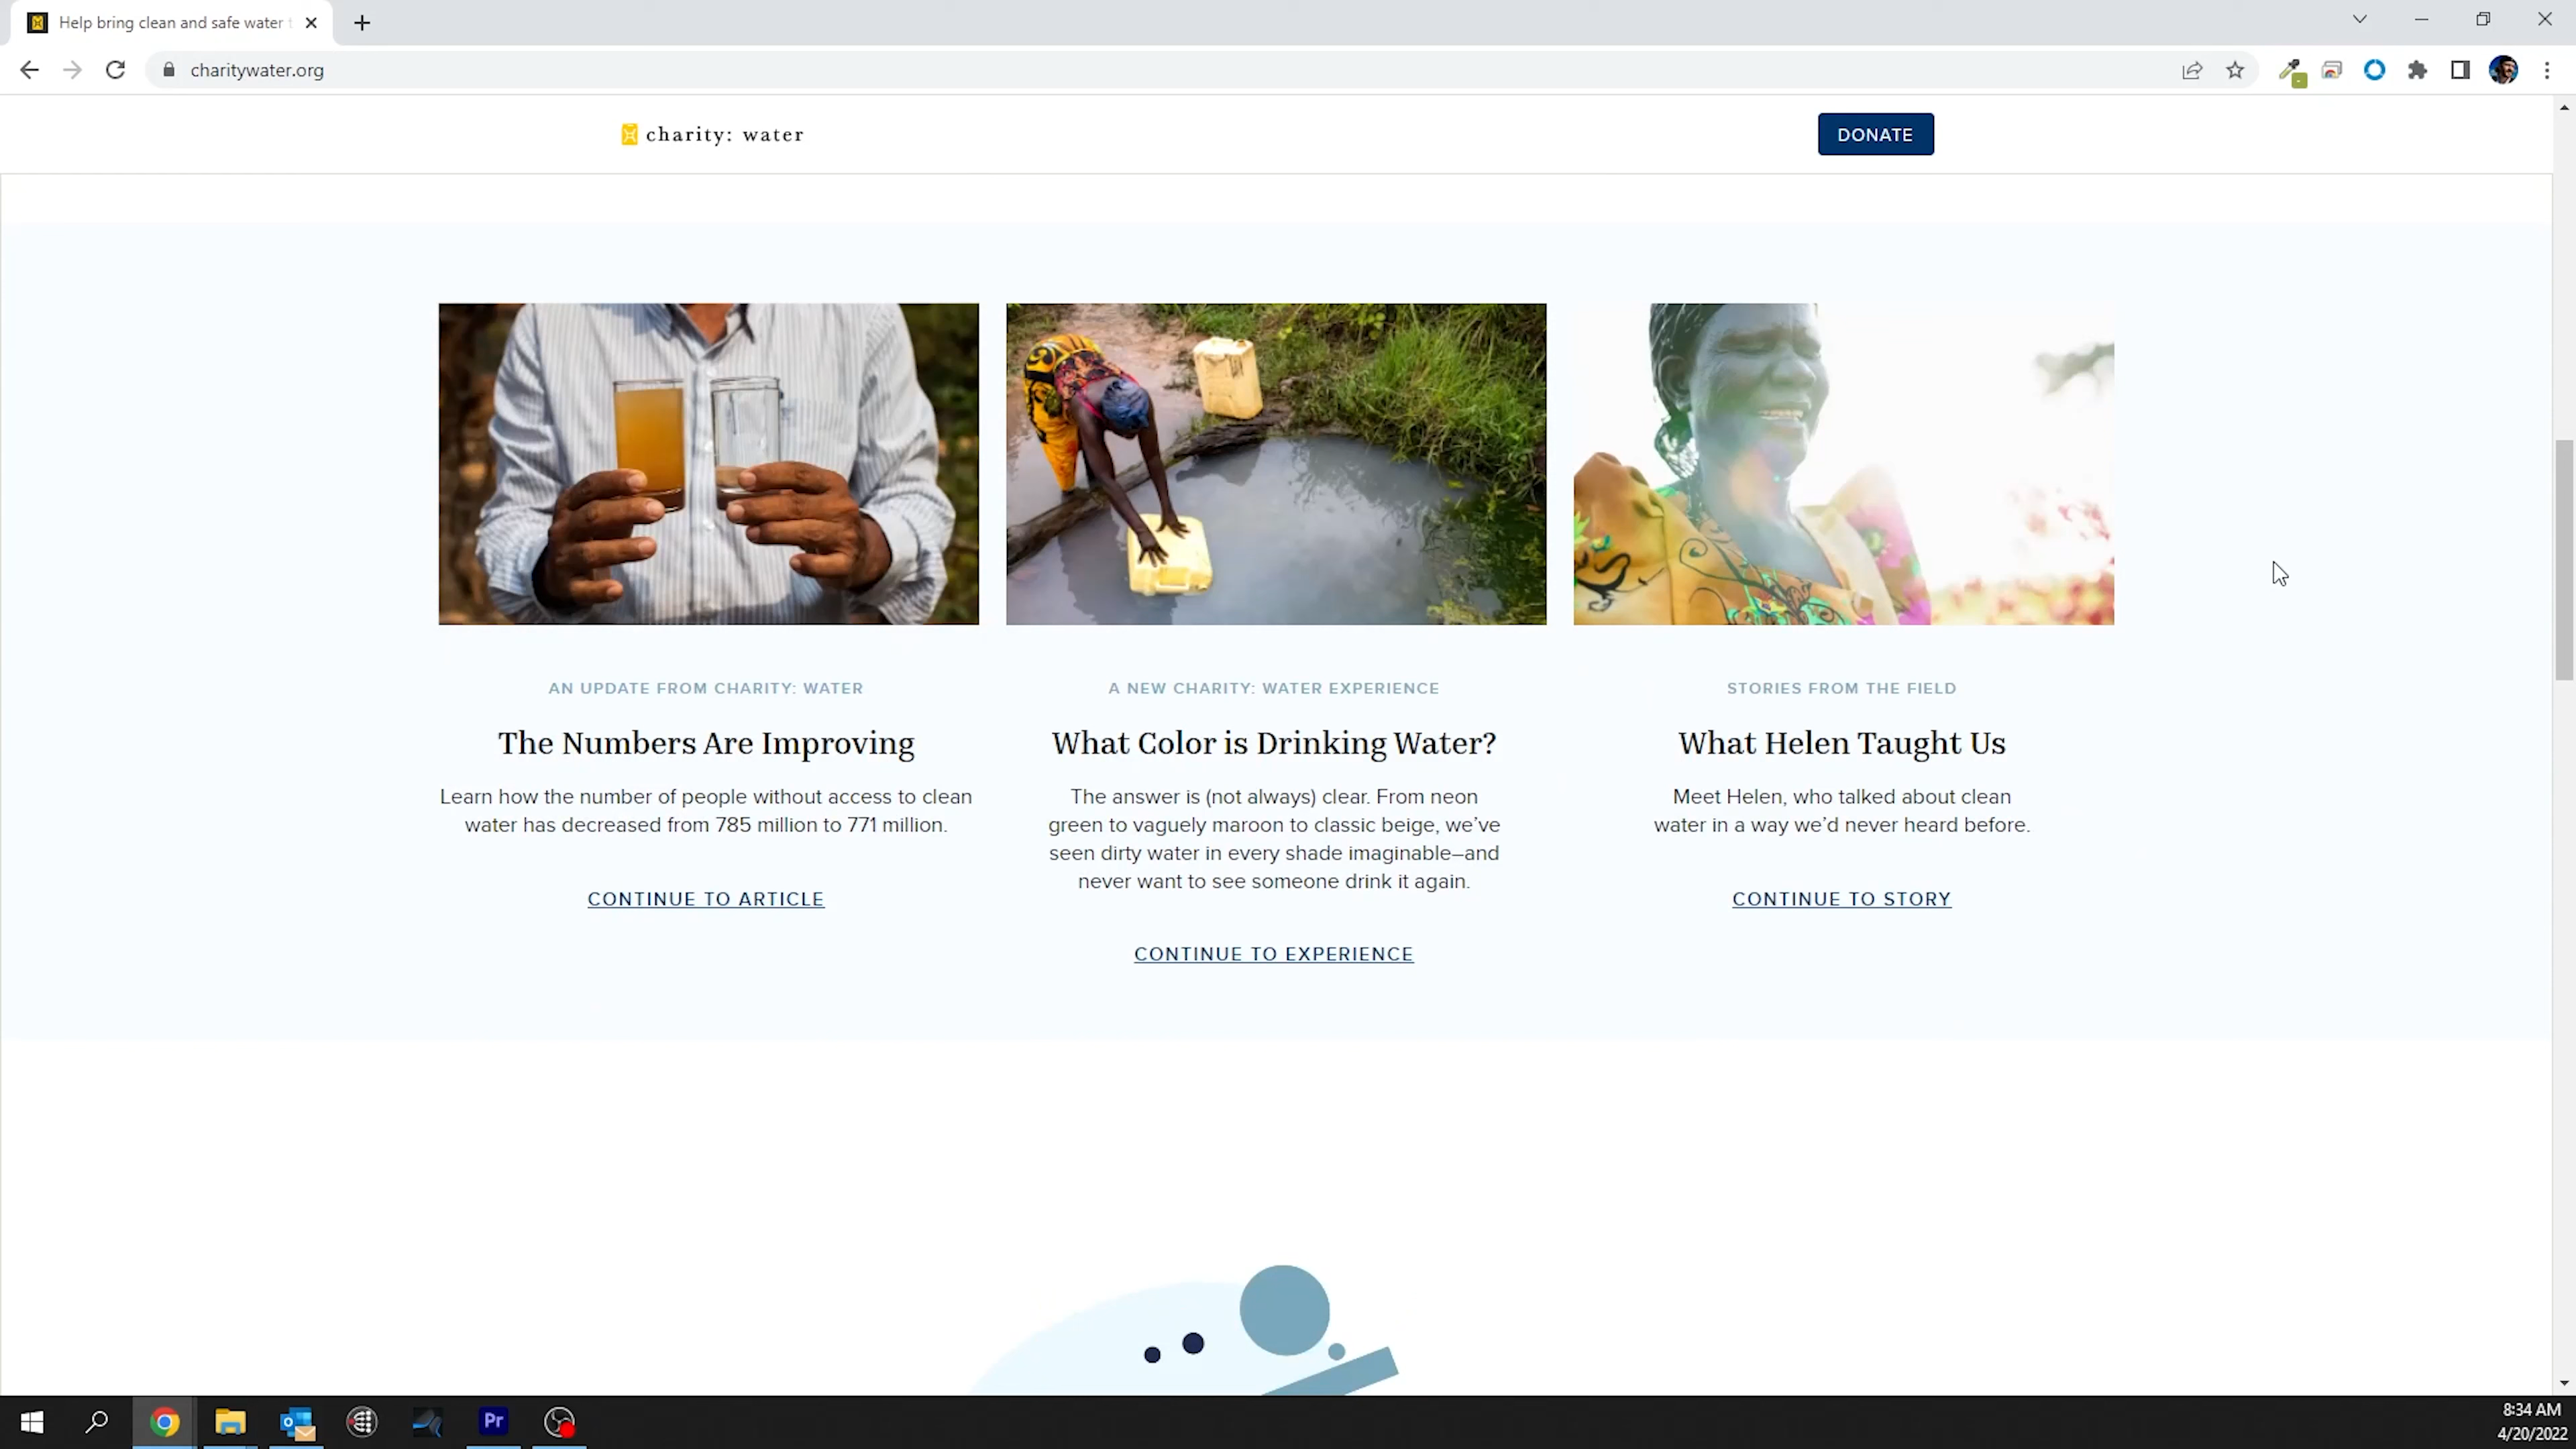 Help bring clean and safe water t
charitywater.org
charity: water
DONATE
AN UPDATE FROM CHARITY: WATER
The Numbers Are Improving
Learn how the number of people without access to clean
water has decreased from 785 million to 771 million.
CONTINUE TO ARTICLE
A NEW CHARITY: WATER EXPERIENCE
What Color is Drinking Water?
The answer is (not always) clear. From neon
green to vaguely maroon to classic beige, we’ve
seen dirty water in every shade imaginable—and
never want to see someone drink it again.
CONTINUE TO EXPERIENCE
STORIES FROM THE FIELD
What Helen Taught Us
Meet Helen, who talked about clean
water in a way we’d never heard before.
CONTINUE TO STORY
Pr
8:34 AM
4/20/2022